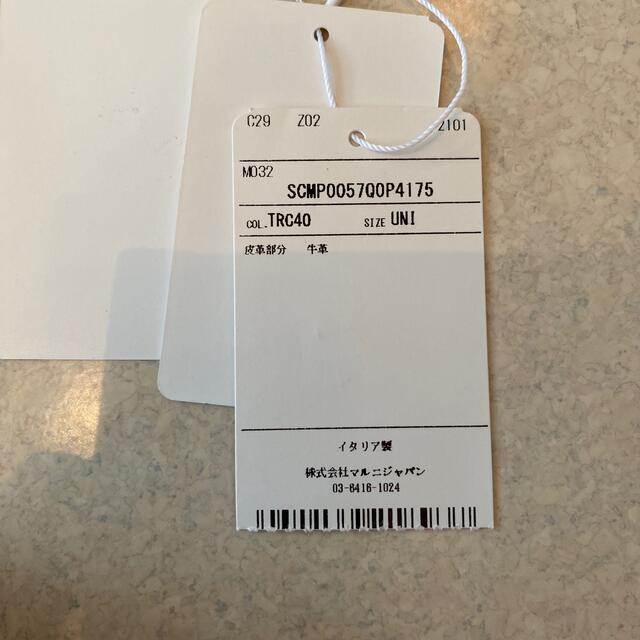 C29 Z02 Z101
M032
SCMP0057Q0P4175
COL.TRC40 SIZE UNI
皮革部分 牛革
イタリア製
株式会社マルニジャパン
03-6416-1024